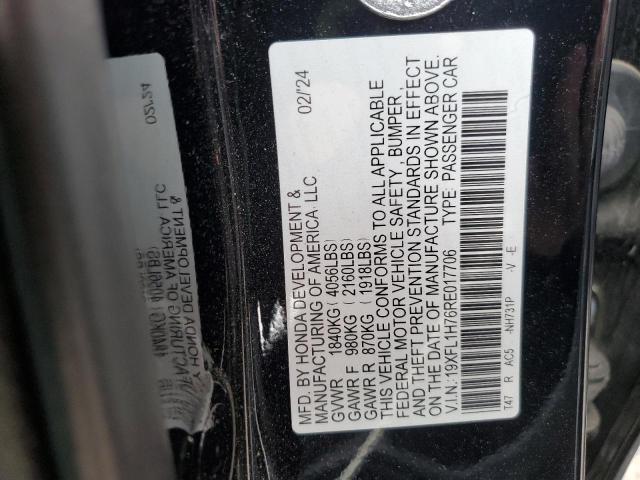 MFD. BY HONDA DEVELOPMENT & 02/'24
MANUFACTURING OF AMERICA. LLC
GVWR 1840KG (4056LBS)
GAWR F 980KG (2160LBS)
GAWR R 870KG (1918LBS)
THIS VEHICLE CONFORMS TO ALL APPLICABLE
FEDERAL MOTOR VEHICLE SAFETY, BUMPER,
AND THEFT PREVENTION STANDARDS IN EFFECT
ON THE DATE OF MANUFACTURE SHOWN ABOVE.
V.I.N.: 19XFL1H76RE017706 TYPE: PASSENGER CAR
T47 R AC5 -NH731P -V -E